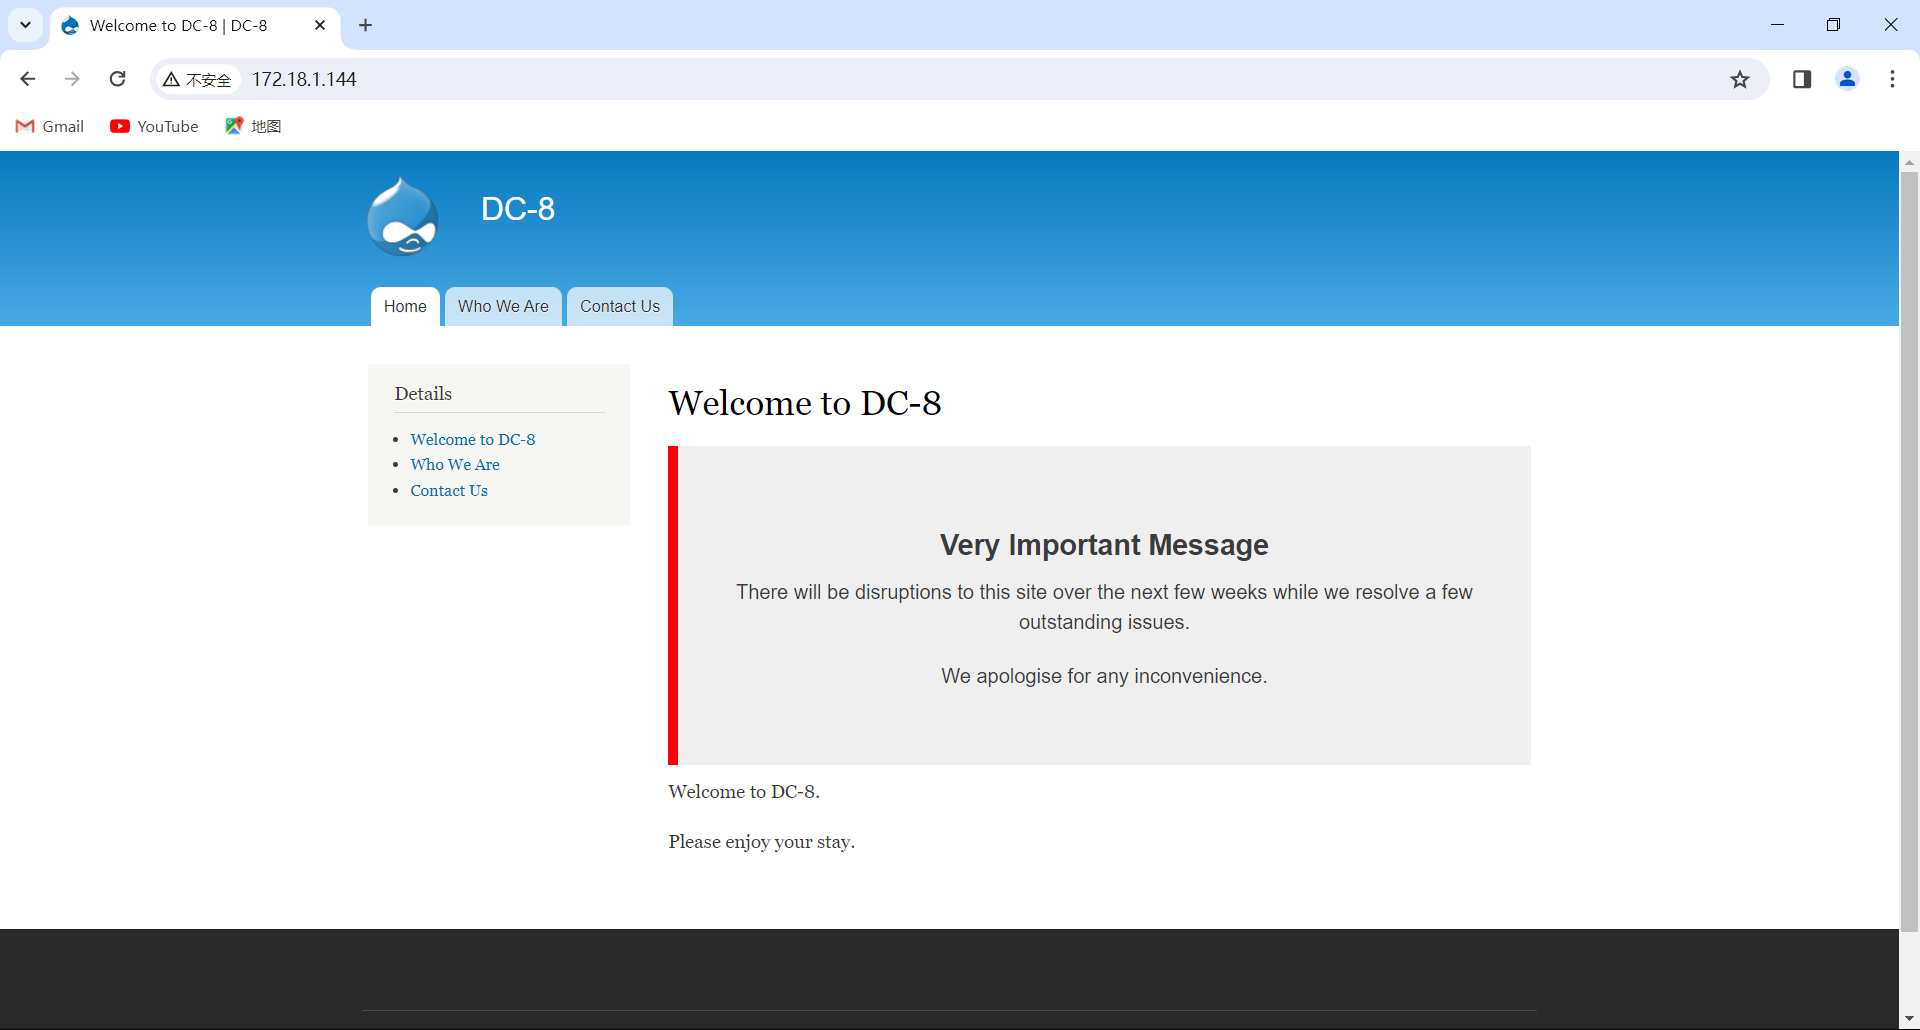 Welcome to DC-8 | DC-8
不安全
172.18.1.144
Gmail
YouTube
地图
DC-8
Home
Who We Are
Contact Us
Details
Welcome to DC-8
Who We Are
Contact Us
Welcome to DC-8
Very Important Message
There will be disruptions to this site over the next few weeks while we resolve a few
outstanding issues.
We apologise for any inconvenience.
Welcome to DC-8.
Please enjoy your stay.